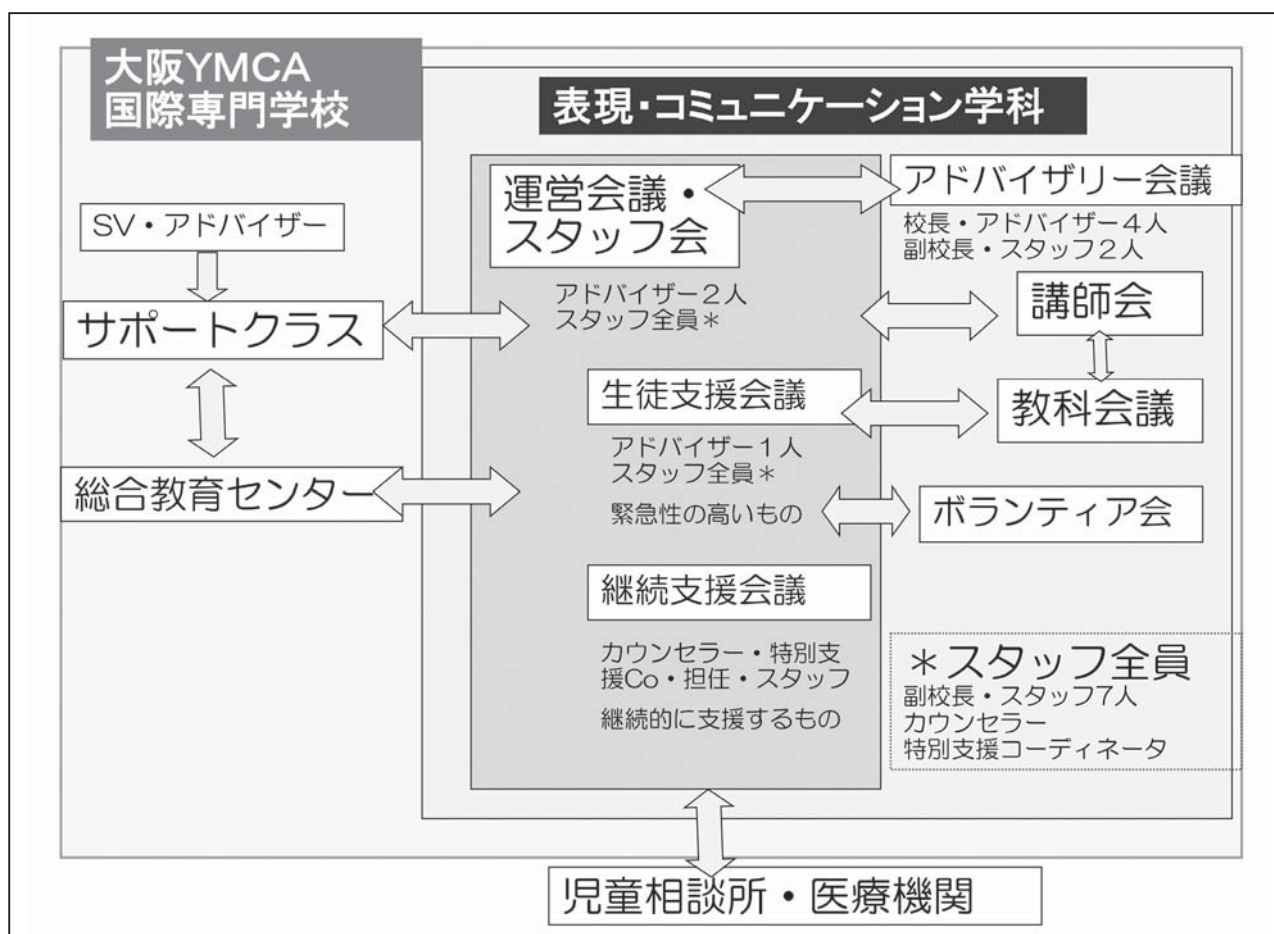 大阪YMCA
国際専門学校
表現・コミュニケーション学科
SV・アドバイザー
サポートクラス
総合教育センター
運営会議・
スタッフ会
アドバイザー2人
スタッフ全員＊
生徒支援会議
アドバイザー1人
スタッフ全員＊
緊急性の高いもの
継続支援会議
カウンセラー・特別支
援Co・担任・スタッフ
継続的に支援するもの
アドバイザリー会議
校長・アドバイザー4人
副校長・スタッフ2人
講師会
教科会議
ボランティア会
＊スタッフ全員
副校長・スタッフ7人
カウンセラー
特別支援コーディネータ
児童相談所・医療機関